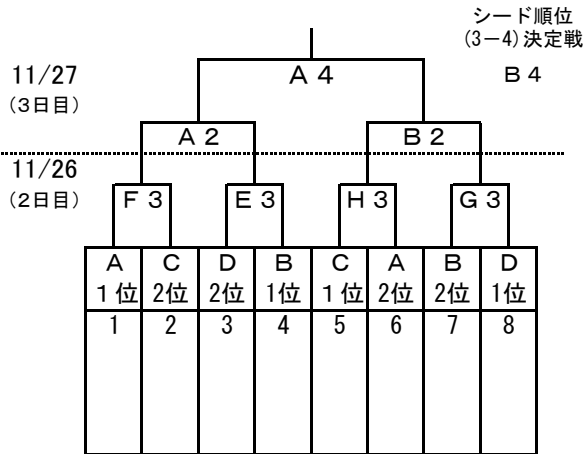 シード順位
(3－4)決定戦
11/27
Ａ４
Ｂ４
（3日目）
Ａ２
Ｂ２
11/26
（2日目）
Ｆ３
Ｅ３
Ｈ３
Ｇ３
Ａ Ｃ Ｄ Ｂ Ｃ Ａ Ｂ Ｄ
１位 2位 2位 1位 １位 2位 2位 1位
1 2 3 4 5 6 7 8